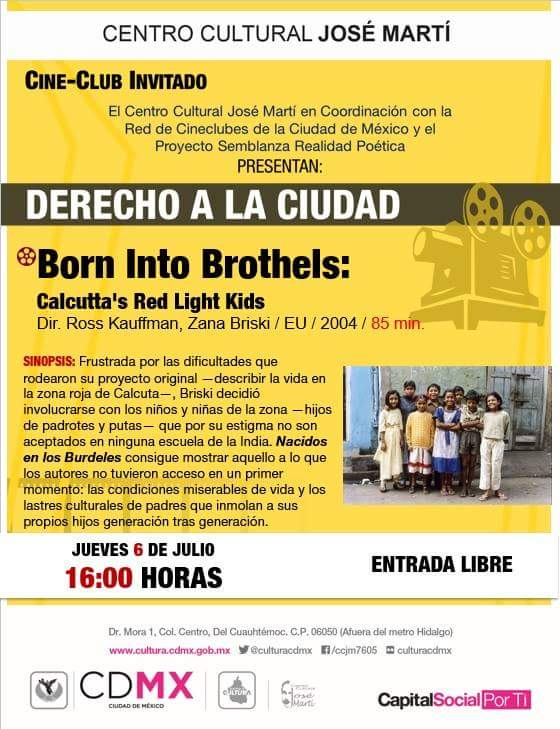 CENTRO CULTURAL JOSÉ MARTÍ
CINE-CLUB INVITADO
El Centro Cultural José Martí en Coordinación con la
Red de Cineclubes de la Ciudad de México y el
Proyecto Semblanza Realidad Poética
PRESENTAN:
DERECHO A LA CIUDAD
Born Into Brothels:
Calcutta's Red Light Kids
Dir. Ross Kauffman, Zana Briski / EU / 2004 / 85 min.
SINOPSIS: Frustrada por las dificultades que
rodearon su proyecto original —describir la vida en
la zona roja de Calcuta—, Briski decidió
involucrarse con los niños y niñas de la zona —hijos
de padrotes y putas— que por su estigma no son
aceptados en ninguna escuela de la India. Nacidos
en los Burdeles consigue mostrar aquello a lo que
los autores no tuvieron acceso en un primer
momento: las condiciones miserables de vida y los
lastres culturales de padres que inmolan a sus
propios hijos generación tras generación.
JUEVES 6 DE JULIO
16:00 HORAS
ENTRADA LIBRE
Dr. Mora 1, Col. Centro, Del Cuauhtémoc. C.P. 06050 (Afuera del metro Hidalgo)
www.cultura.cdmx.gob.mx @culturacdmx /ccjm7605 culturacdmx
CDMX
CIUDAD DE MÉXICO
CULTURA
José
Martí
CapitalSocialPorTi